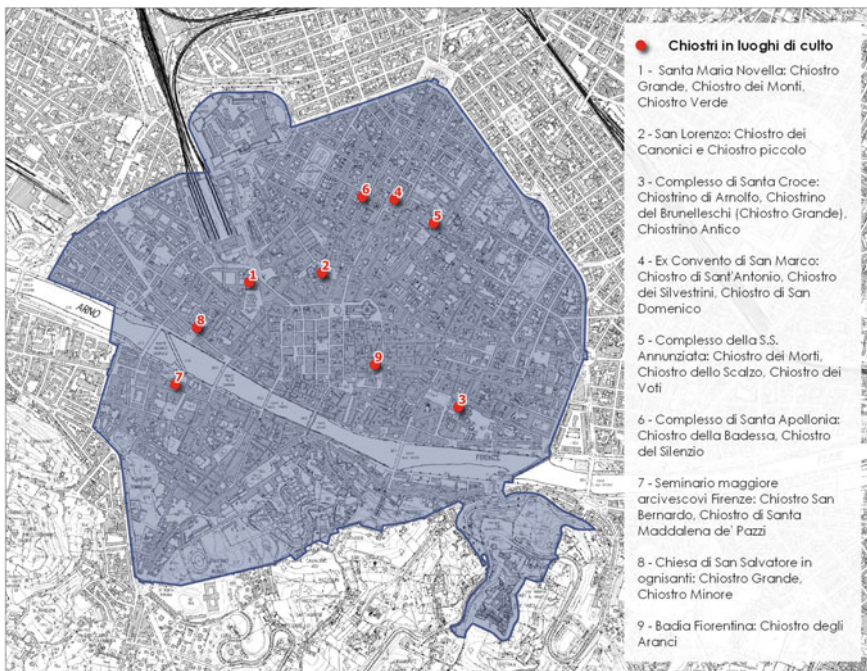 Chiostri in luoghi di culto
1 - Santa Maria Novella: Chiostro
Grande, Chiostro dei Monti,
Chiostro Verde
2 - San Lorenzo: Chiostro dei
Canonici e Chiostro piccolo
3 - Complesso di Santa Croce:
Chiostrino di Arnolfo, Chiostrino
del Brunelleschi (Chiostro Grande),
Chiostrino Antico
4 - Ex Convento di San Marco:
Chiostro di Sant'Antonio, Chiostro
dei Silvestrini, Chiostro di San
Domenico
5 - Complesso della S.S.
Annunziata: Chiostro dei Morti,
Chiostro dello Scalzo, Chiostro dei
Voti
6 - Complesso di Santa Apollonia:
Chiostro della Badessa, Chiostro
del Silenzio
7 - Seminario maggiore
arcivescovi Firenze: Chiostro San
Bernardo, Chiostro di Santa
Maddalena de' Pazzi
8 - Chiesa di San Salvatore in
ognisanti: Chiostro Grande,
Chiostro Minore
9 - Badia Fiorentina: Chiostro degli
Aranci
6
4
5
2
1
ARNO
8
9
7
3
FIRENZE